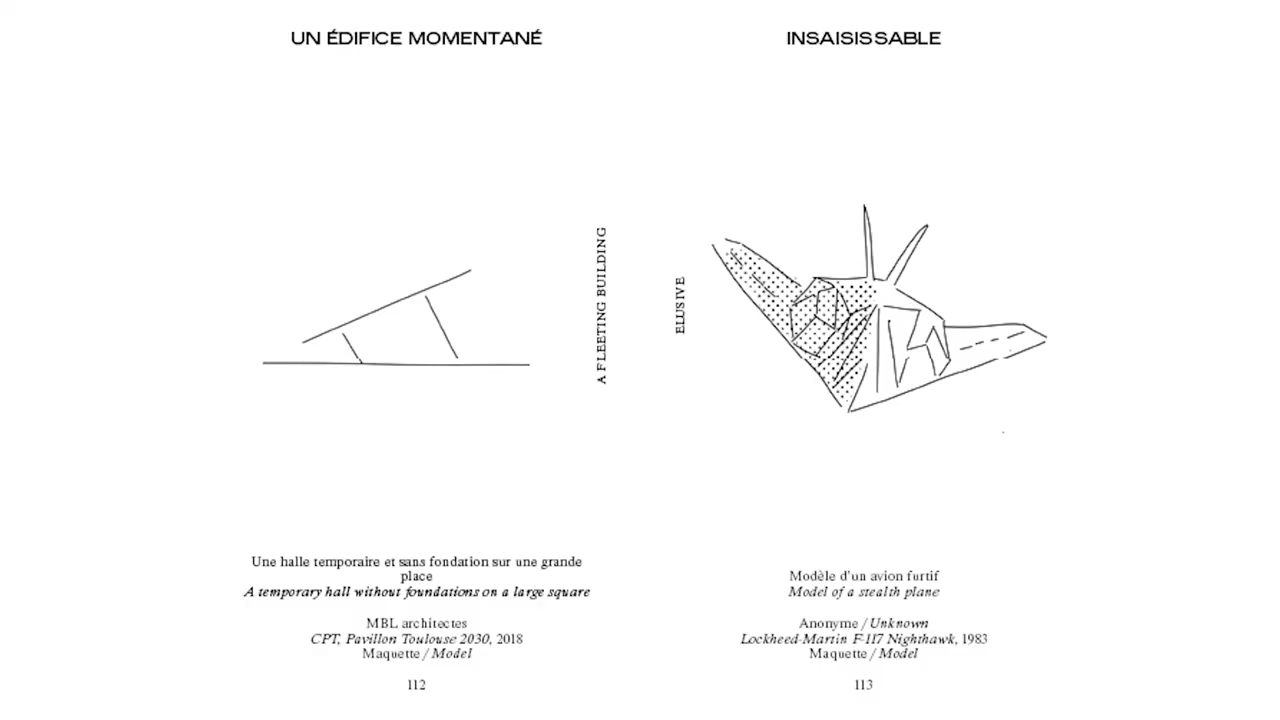 UN ÉDIFICE MOMENTANÉ
A FLEETING BUILDING
Une halle temporaire et sans fondation sur une grande
place
A temporary hall without foundations on a large square
MBL architectes
CPT, Pavillon Toulouse 2030, 2018
Maquette / Model
112
INSAISISSABLE
ELUSIVE
Modèle d'un avion furtif
Model of a stealth plane
Anonyme / Unknown
Lockheed-Martin F-117 Nighthawk, 1983
Maquette / Model
113